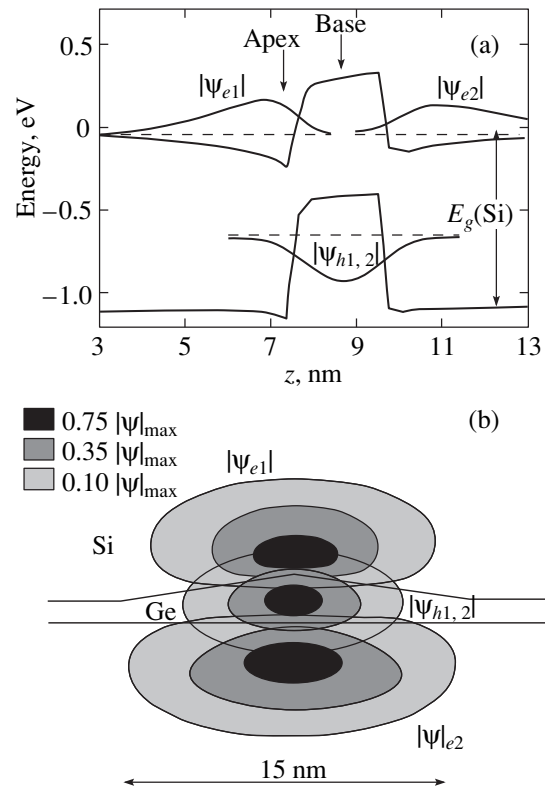 (a)
Apex
Base
|ψe1|
|ψe2|
|ψh1, 2|
Eg(Si)
Energy, eV
0.5
0
−0.5
−1.0
3
5
7
9
11
13
z, nm
(b)
0.75 |ψ|max
0.35 |ψ|max
0.10 |ψ|max
|ψe1|
Si
Ge
|ψh1, 2|
|ψ|e2
15 nm